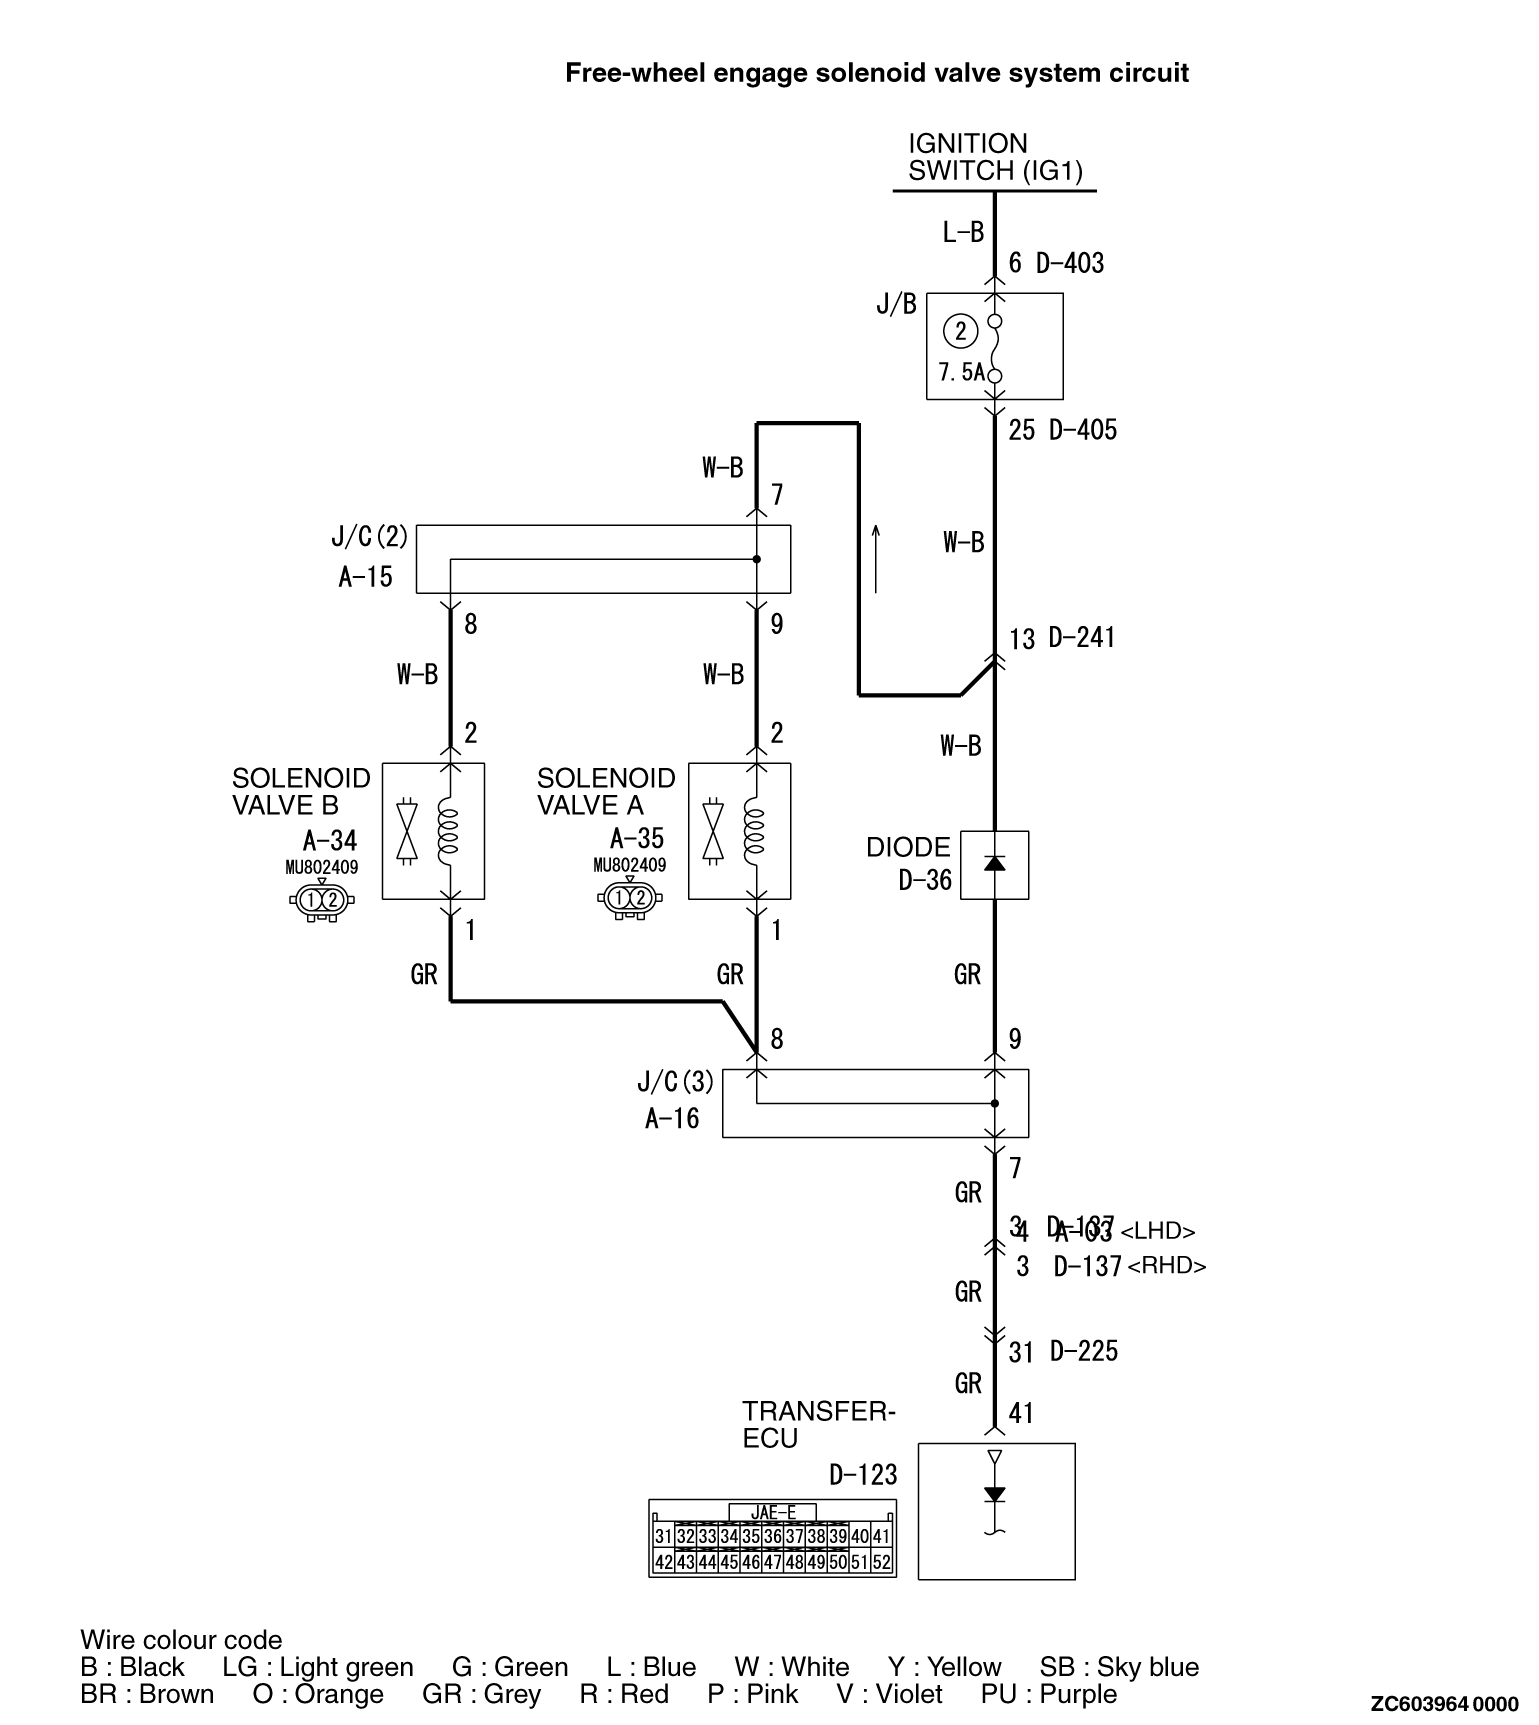 Free-wheel engage solenoid valve system circuit
IGNITION
SWITCH (IG1)
L-B
6 D-403
J/B
2
7.5A
25 D-405
W-B
7
J/C(2)
A-15
W-B
8
9
13 D-241
W-B
W-B
W-B
2
2
SOLENOID
VALVE B
A-34
MU802409
1 2
SOLENOID
VALVE A
A-35
MU802409
1 2
DIODE
D-36
1
1
GR
GR
GR
8
9
J/C(3)
A-16
7
GR
3 D-137
4 A-03 <LHD>
3 D-137 <RHD>
GR
31 D-225
GR
41
TRANSFER-
ECU
D-123
JAE-E
31 32 33 34 35 36 37 38 39 40 41
42 43 44 45 46 47 48 49 50 51 52
Wire colour code
B : Black LG : Light green G : Green L : Blue W : White Y : Yellow SB : Sky blue
BR : Brown O : Orange GR : Grey R : Red P : Pink V : Violet PU : Purple
ZC603964 0000